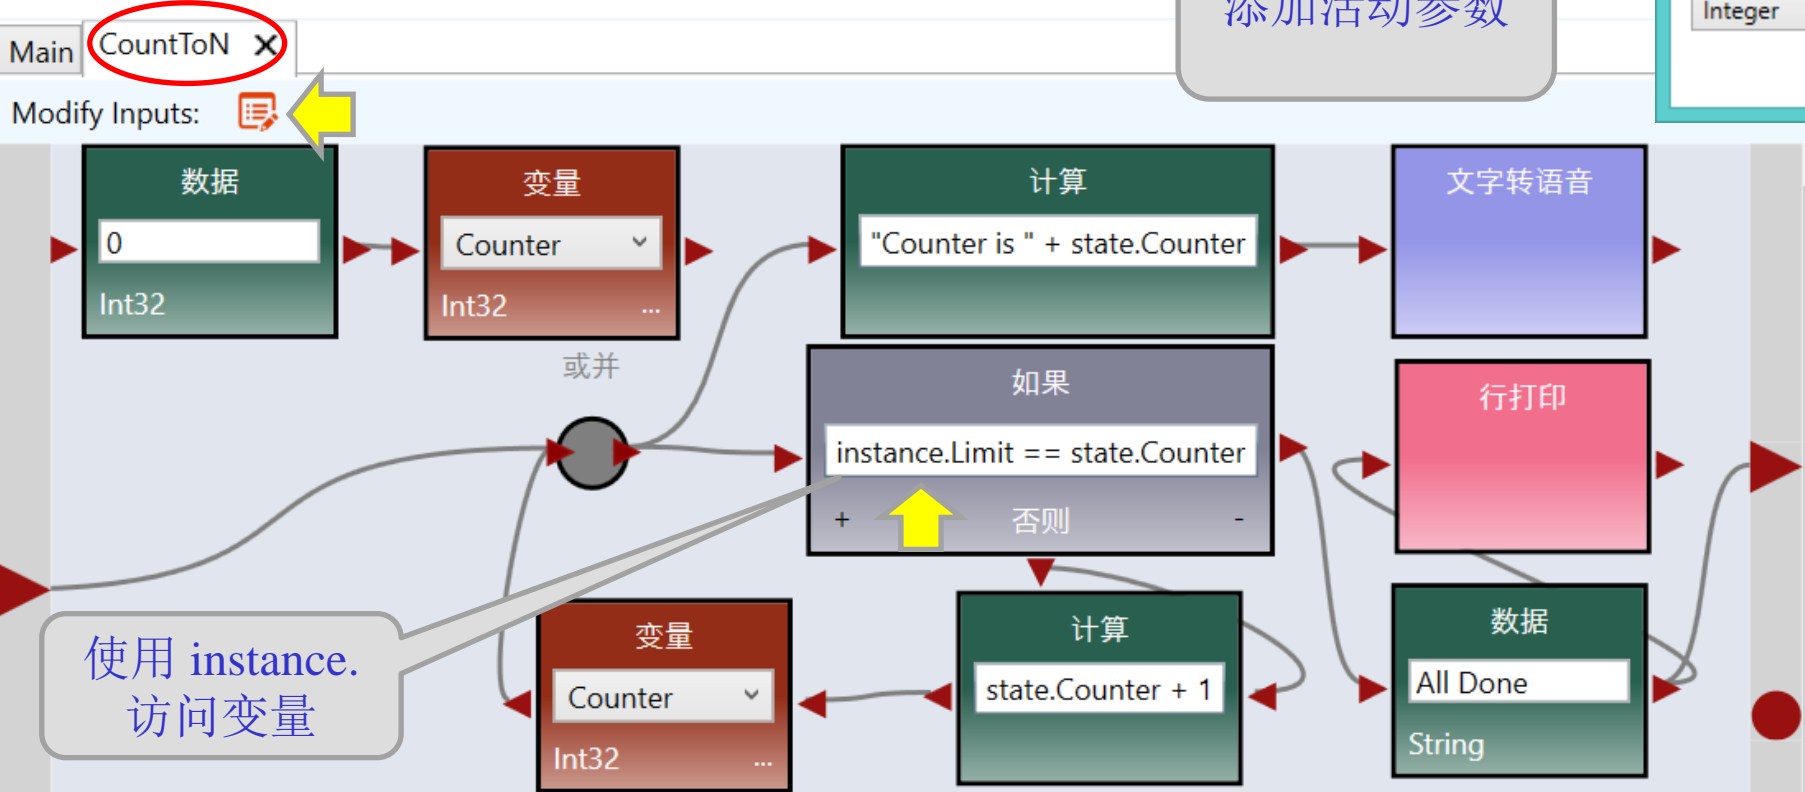 添加活动参数
Integer
Main
CountToN
Modify Inputs:
数据
0
Int32
变量
Counter
Int32
...
计算
"Counter is " + state.Counter
文字转语音
或并
如果
instance.Limit == state.Counter
+
否则
-
行打印
使用 instance.
访问变量
变量
Counter
Int32
...
计算
state.Counter + 1
数据
All Done
String